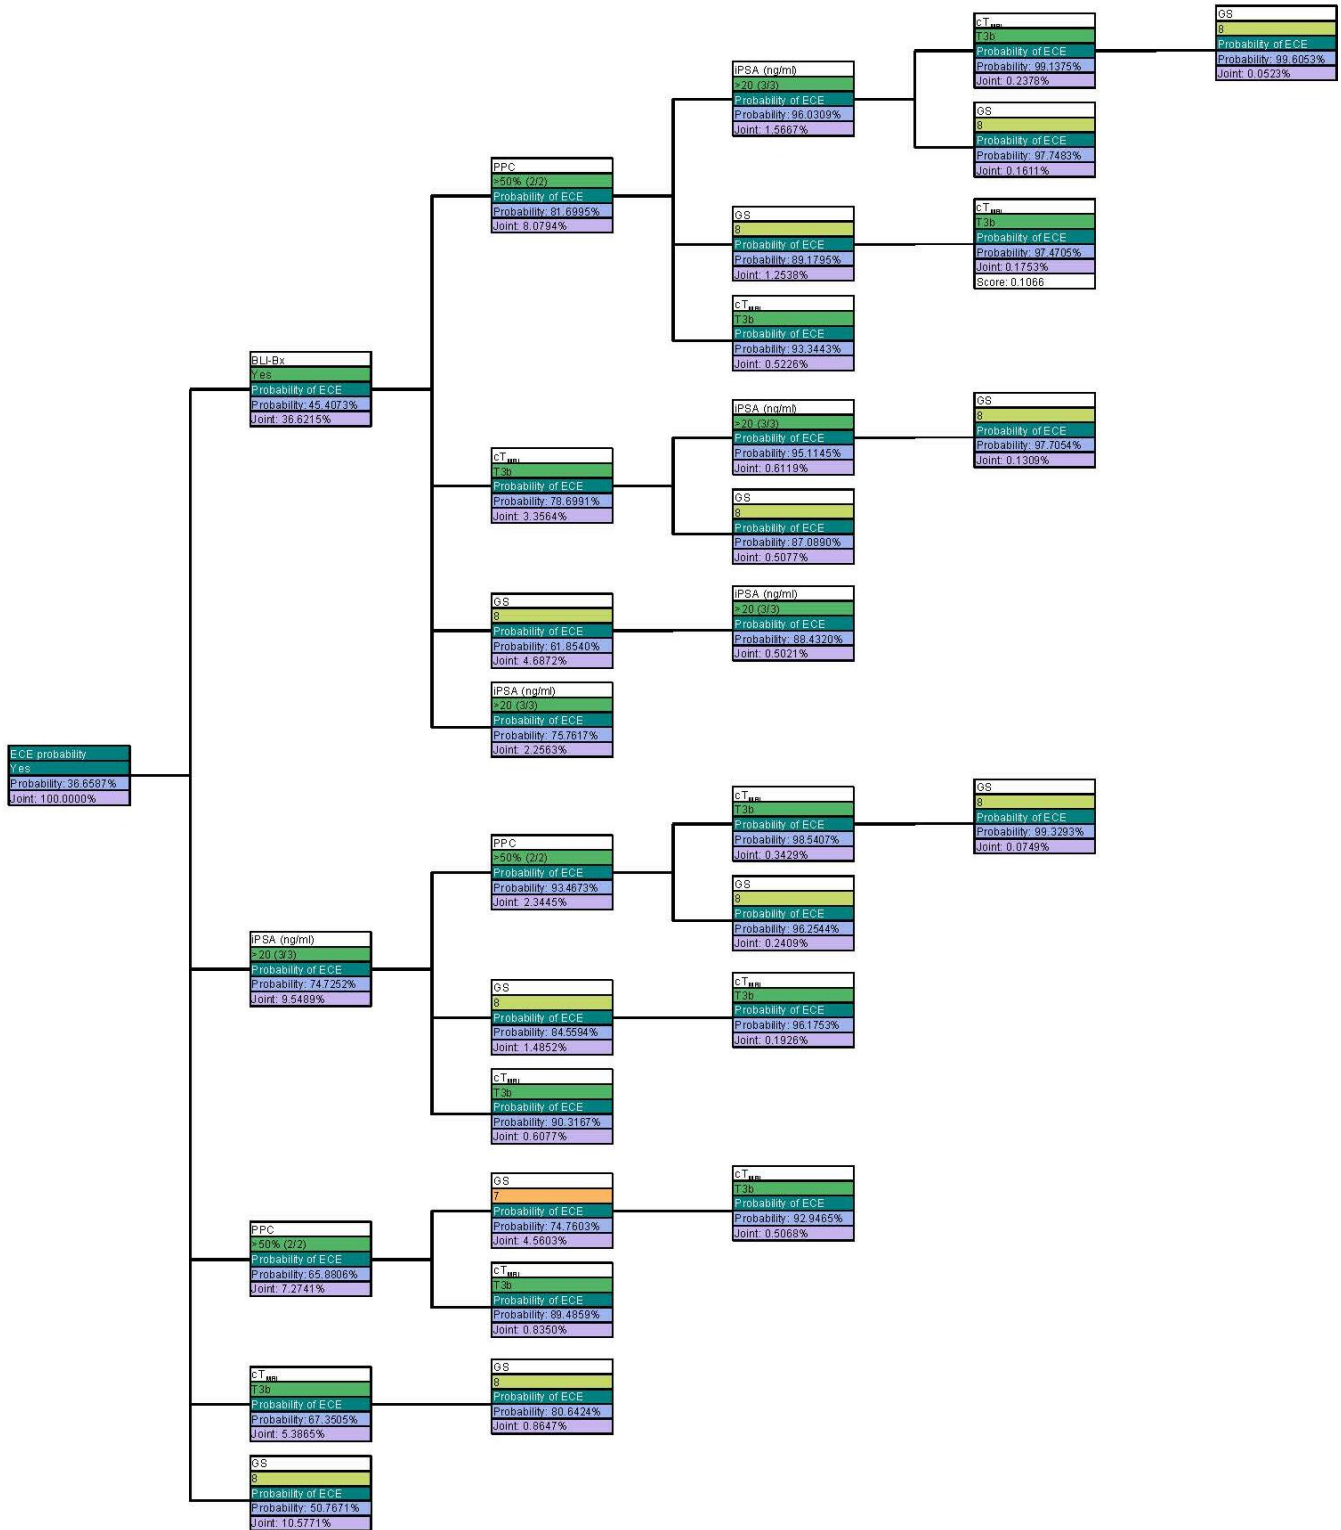 GS
8
Probability of ECE
Probability: 99.6053%
Joint: 0.0523%
cT_MRI
T3b
Probability of ECE
Probability: 99.1375%
Joint: 0.2378%
iPSA (ng/ml)
>20 (3/3)
Probability of ECE
Probability: 96.0309%
Joint: 1.5667%
GS
8
Probability of ECE
Probability: 97.7483%
Joint: 0.1611%
PPC
>50% (2/2)
Probability of ECE
Probability: 81.6995%
Joint: 8.0794%
GS
8
Probability of ECE
Probability: 89.1795%
Joint: 1.2538%
cT_MRI
T3b
Probability of ECE
Probability: 97.4705%
Joint: 0.1753%
Score: 0.1066
cT_MRI
T3b
Probability of ECE
Probability: 93.3443%
Joint: 0.5226%
BLI-Bx
Yes
Probability of ECE
Probability: 45.4073%
Joint: 36.6215%
iPSA (ng/ml)
>20 (3/3)
Probability of ECE
Probability: 95.1145%
Joint: 0.6119%
GS
8
Probability of ECE
Probability: 97.7054%
Joint: 0.1309%
cT_MRI
T3b
Probability of ECE
Probability: 78.6991%
Joint: 3.3564%
GS
8
Probability of ECE
Probability: 87.0890%
Joint: 0.5077%
GS
8
Probability of ECE
Probability: 61.8540%
Joint: 4.6872%
iPSA (ng/ml)
>20 (3/3)
Probability of ECE
Probability: 88.4320%
Joint: 0.5021%
iPSA (ng/ml)
>20 (3/3)
Probability of ECE
Probability: 75.7617%
Joint: 2.2563%
ECE probability
Yes
Probability: 36.6587%
Joint: 100.0000%
PPC
>50% (2/2)
Probability of ECE
Probability: 93.4673%
Joint: 2.3445%
cT_MRI
T3b
Probability of ECE
Probability: 98.5407%
Joint: 0.3429%
GS
8
Probability of ECE
Probability: 99.3293%
Joint: 0.0749%
GS
8
Probability of ECE
Probability: 96.2544%
Joint: 0.2409%
iPSA (ng/ml)
>20 (3/3)
Probability of ECE
Probability: 74.7252%
Joint: 9.5489%
GS
8
Probability of ECE
Probability: 84.5594%
Joint: 1.4852%
cT_MRI
T3b
Probability of ECE
Probability: 96.1753%
Joint: 0.1926%
cT_MRI
T3b
Probability of ECE
Probability: 90.3167%
Joint: 0.6077%
PPC
>50% (2/2)
Probability of ECE
Probability: 65.8806%
Joint: 7.2741%
GS
7
Probability of ECE
Probability: 74.7603%
Joint: 4.5603%
cT_MRI
T3b
Probability of ECE
Probability: 92.9465%
Joint: 0.5068%
cT_MRI
T3b
Probability of ECE
Probability: 89.4859%
Joint: 0.8350%
cT_MRI
T3b
Probability of ECE
Probability: 67.3505%
Joint: 5.3865%
GS
8
Probability of ECE
Probability: 80.6424%
Joint: 0.8647%
GS
8
Probability of ECE
Probability: 50.7671%
Joint: 10.5771%